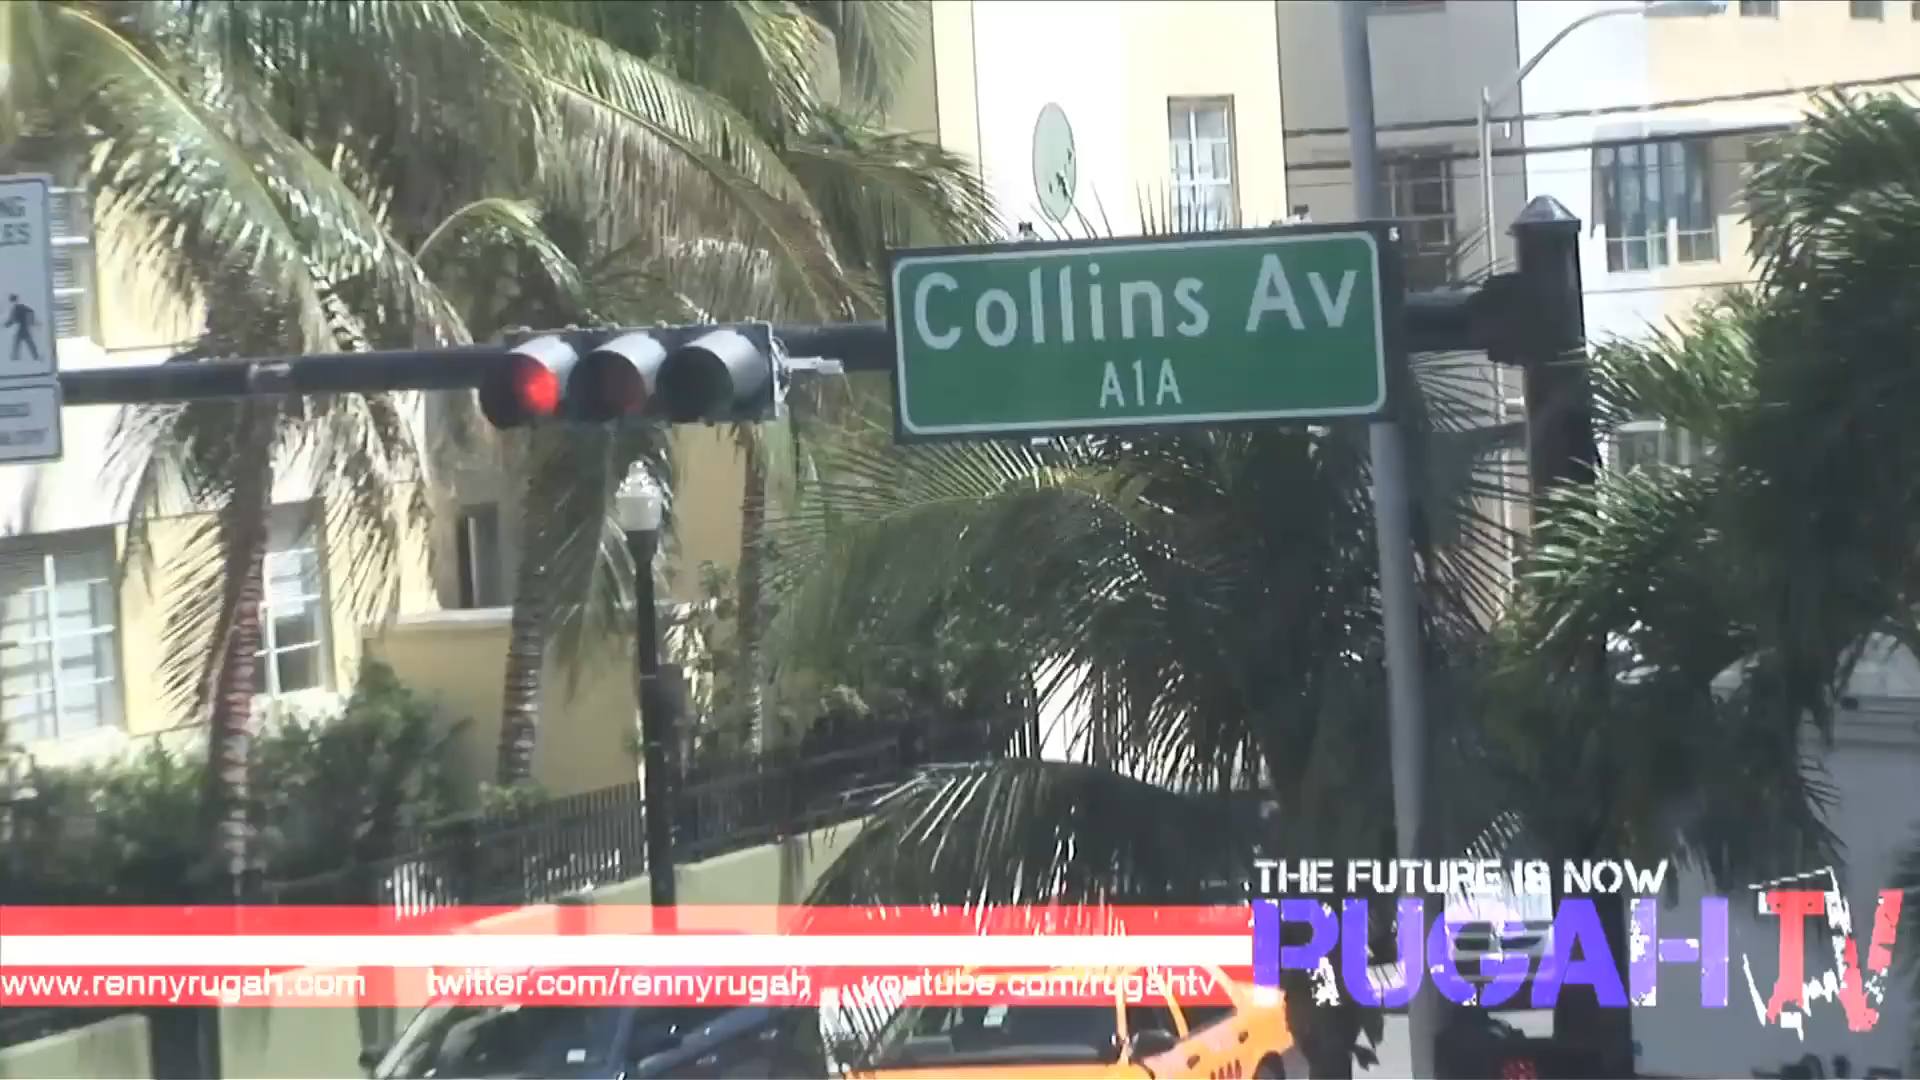 Collins Av
A1A
THE FUTURE IS NOW
RUGAH TV
www.rennyrugah.com twitter.com/rennyrugah youtube.com/rugahtv